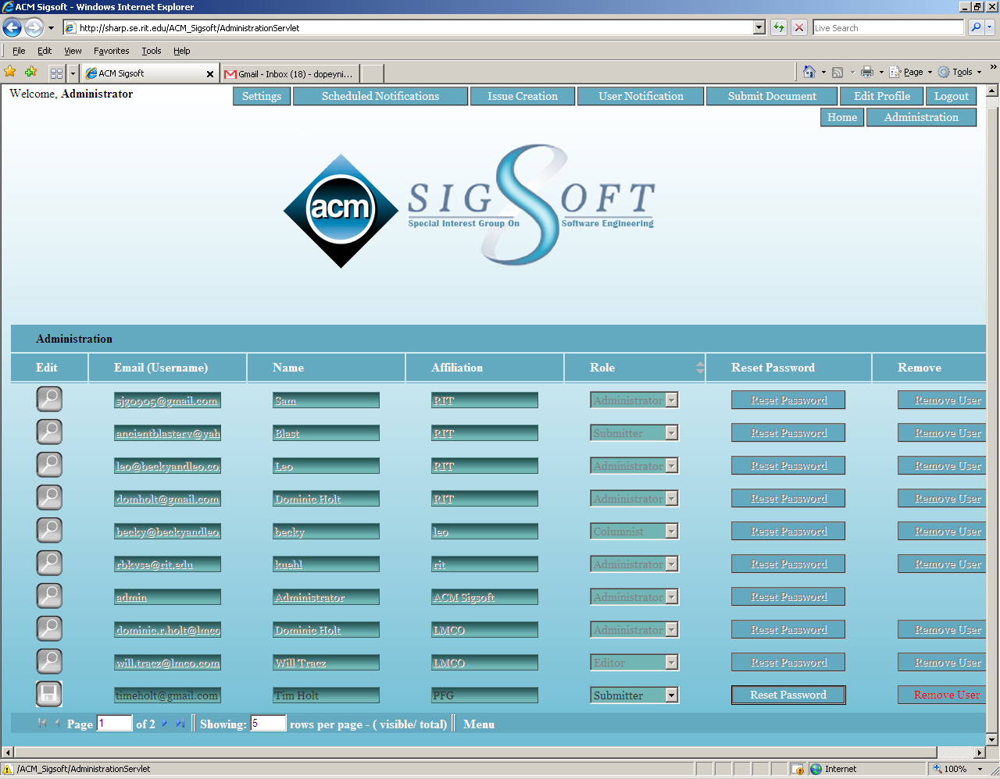 ACM Sigsoft - Windows Internet Explorer
http://sharp.se.rit.edu/ACM_Sigsoft/AdministrationServlet
Live Search
File Edit View Favorites Tools Help
ACM Sigsoft
Gmail - Inbox (18) - dopeyni...
Page Tools
Welcome, Administrator
Settings Scheduled Notifications Issue Creation User Notification Submit Document Edit Profile Logout
Home Administration
acm
SIGSOFT
Special Interest Group On Software Engineering
Administration
Edit Email (Username) Name Affiliation Role Reset Password Remove
sjg0905@gmail.com Sam RIT Administrator Reset Password Remove User
ancientblasterv@yah Blast RIT Submitter Reset Password Remove User
leo@beckyandleo.co Leo RIT Administrator Reset Password Remove User
domholt@gmail.com Dominic Holt RIT Administrator Reset Password Remove User
becky@beckyandleo becky leo Columnist Reset Password Remove User
rbkvse@rit.edu kuehl rit Administrator Reset Password Remove User
admin Administrator ACM Sigsoft Administrator Reset Password
dominic.r.holt@lmco Dominic Holt LMCO Administrator Reset Password Remove User
will.tracz@lmco.com Will Tracz LMCO Editor Reset Password Remove User
timeholt@gmail.com Tim Holt PFG Submitter Reset Password Remove User
Page 1 of 2 Showing: 5 rows per page - ( visible/ total) Menu
/ACM_Sigsoft/AdministrationServlet
Internet
100%